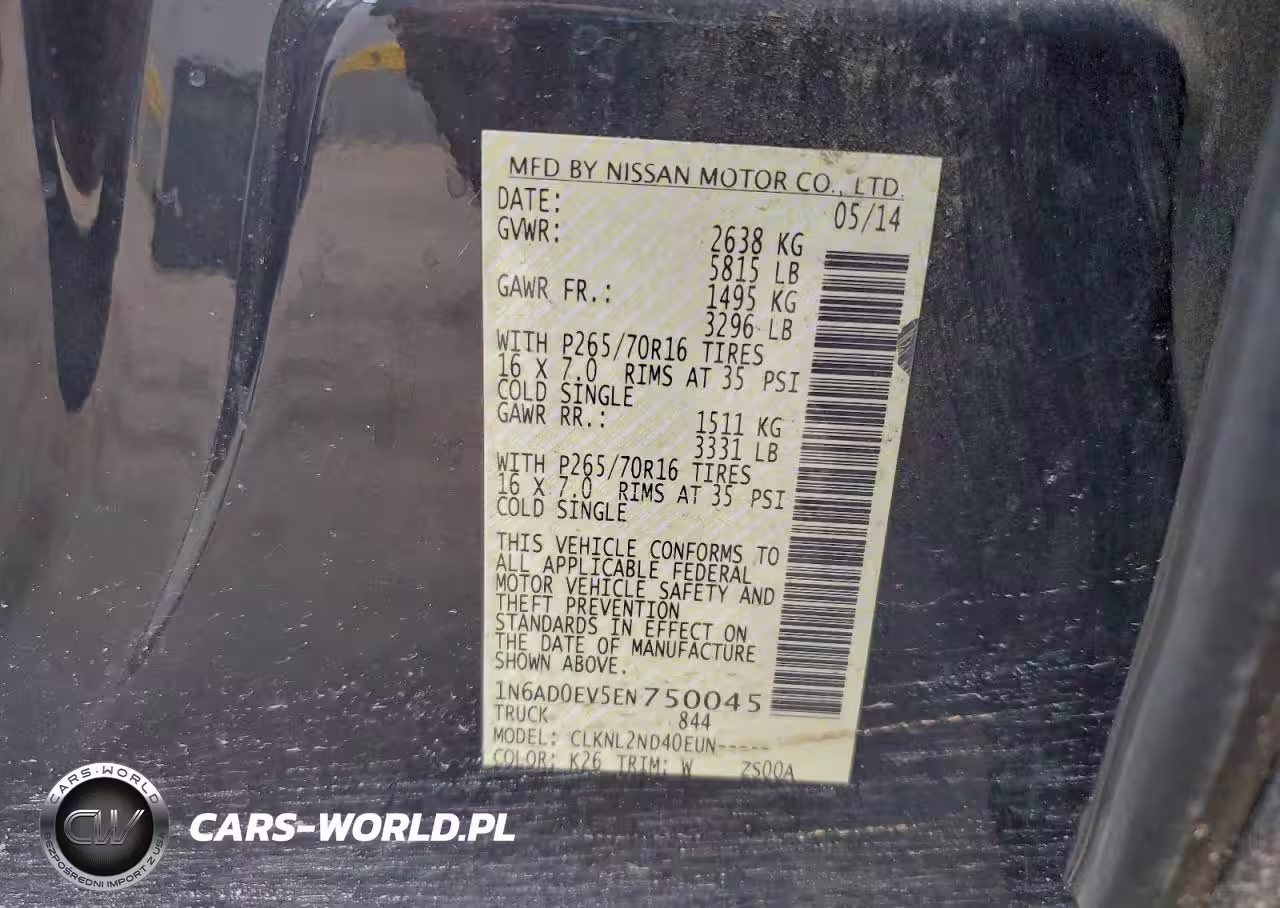 MFD BY NISSAN MOTOR CO., LTD.
DATE: 05/14
GVWR: 2638 KG
5815 LB
GAWR FR.: 1495 KG
3296 LB
WITH P265/70R16 TIRES
16 X 7.0 RIMS AT 35 PSI
COLD SINGLE
GAWR RR.: 1511 KG
3331 LB
WITH P265/70R16 TIRES
16 X 7.0 RIMS AT 35 PSI
COLD SINGLE
THIS VEHICLE CONFORMS TO
ALL APPLICABLE FEDERAL
MOTOR VEHICLE SAFETY AND
THEFT PREVENTION
STANDARDS IN EFFECT ON
THE DATE OF MANUFACTURE
SHOWN ABOVE.
1N6AD0EV5EN750045
TRUCK 844
MODEL: CLKNL2ND40EUN-----
COLOR: K26 TRIM: W ZS00A
CARS-WORLD
CW
BEZPOŚREDNI IMPORT Z USA
CARS-WORLD.PL